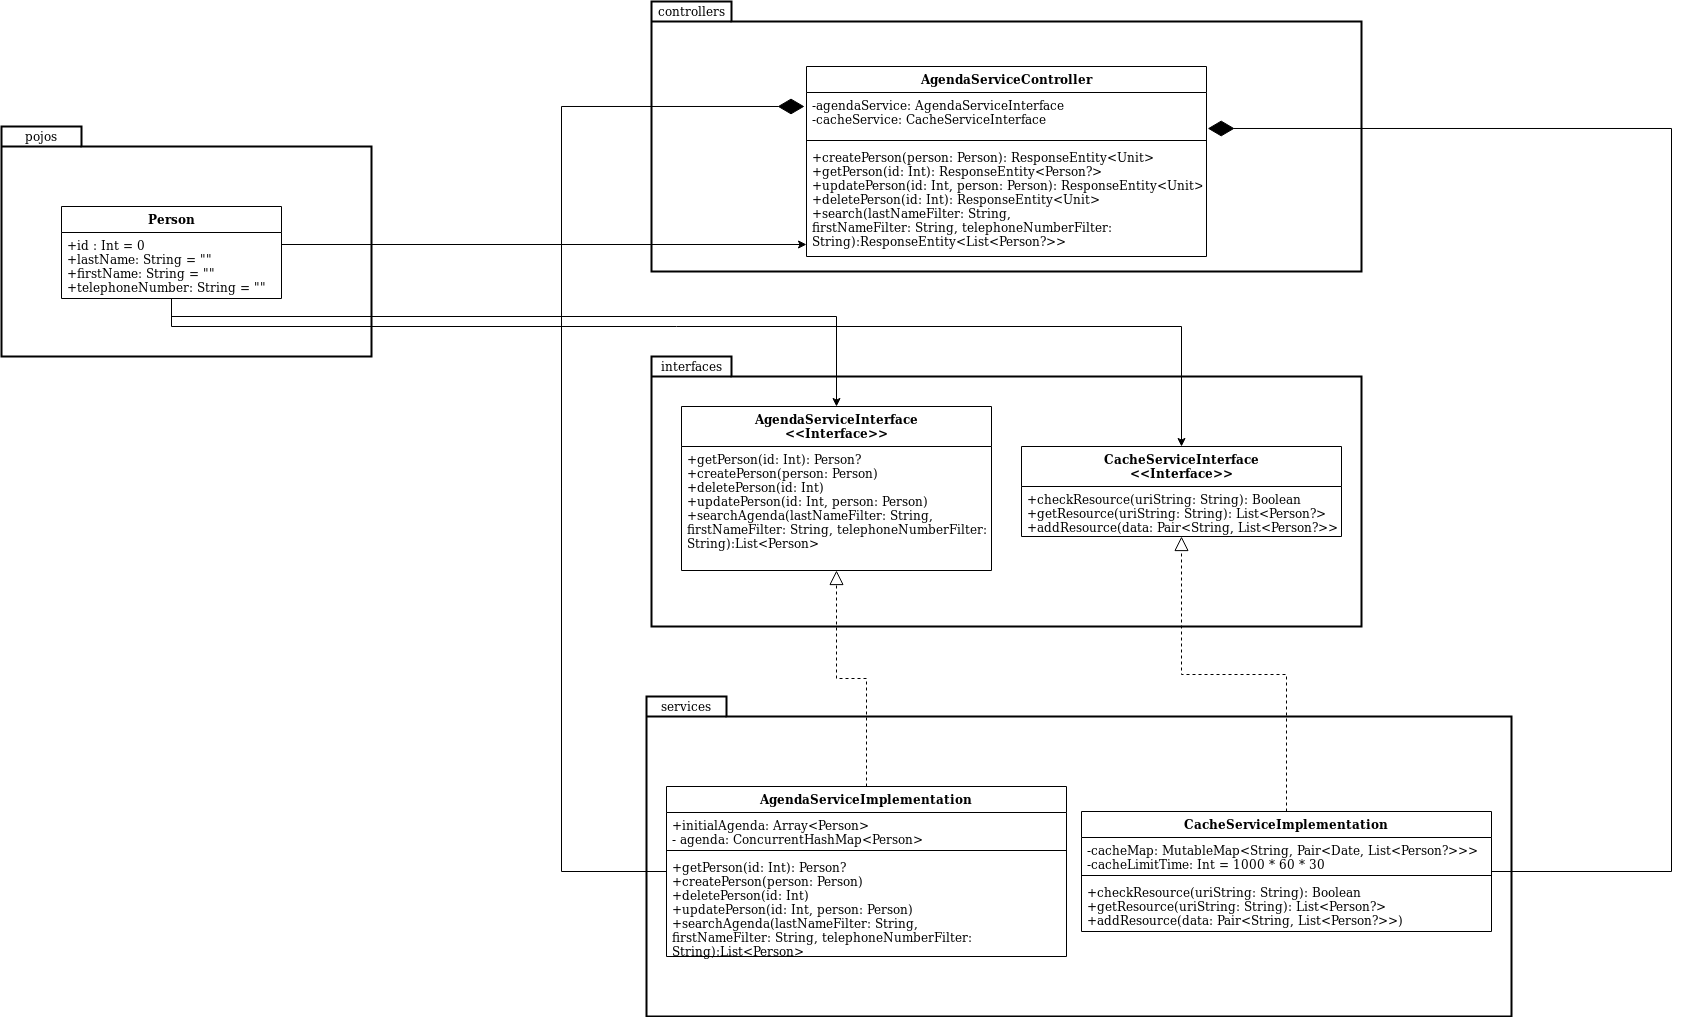 controllers
AgendaServiceController
-agendaService: AgendaServiceInterface
-cacheService: CacheServiceInterface
+createPerson(person: Person): ResponseEntity<Unit>
+getPerson(id: Int): ResponseEntity<Person?>
+updatePerson(id: Int, person: Person): ResponseEntity<Unit>
+deletePerson(id: Int): ResponseEntity<Unit>
+search(lastNameFilter: String,
firstNameFilter: String, telephoneNumberFilter:
String):ResponseEntity<List<Person?>>
pojos
Person
+id : Int = 0
+lastName: String = ""
+firstName: String = ""
+telephoneNumber: String = ""
interfaces
AgendaServiceInterface
<<Interface>>
+getPerson(id: Int): Person?
+createPerson(person: Person)
+deletePerson(id: Int)
+updatePerson(id: Int, person: Person)
+searchAgenda(lastNameFilter: String,
firstNameFilter: String, telephoneNumberFilter:
String):List<Person>
CacheServiceInterface
<<Interface>>
+checkResource(uriString: String): Boolean
+getResource(uriString: String): List<Person?>
+addResource(data: Pair<String, List<Person?>>
services
AgendaServiceImplementation
+initialAgenda: Array<Person>
- agenda: ConcurrentHashMap<Person>
+getPerson(id: Int): Person?
+createPerson(person: Person)
+deletePerson(id: Int)
+updatePerson(id: Int, person: Person)
+searchAgenda(lastNameFilter: String,
firstNameFilter: String, telephoneNumberFilter:
String):List<Person>
CacheServiceImplementation
-cacheMap: MutableMap<String, Pair<Date, List<Person?>>>
-cacheLimitTime: Int = 1000 * 60 * 30
+checkResource(uriString: String): Boolean
+getResource(uriString: String): List<Person?>
+addResource(data: Pair<String, List<Person?>>)